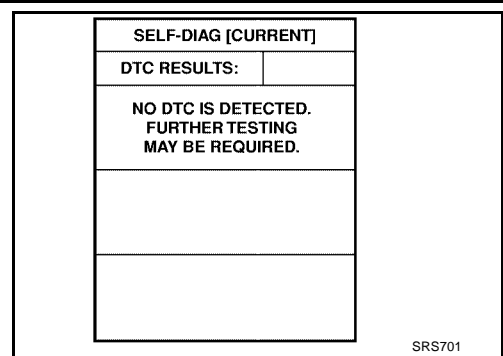 SELF-DIAG [CURRENT]
DTC RESULTS:
NO DTC IS DETECTED.
FURTHER TESTING
MAY BE REQUIRED.
SRS701